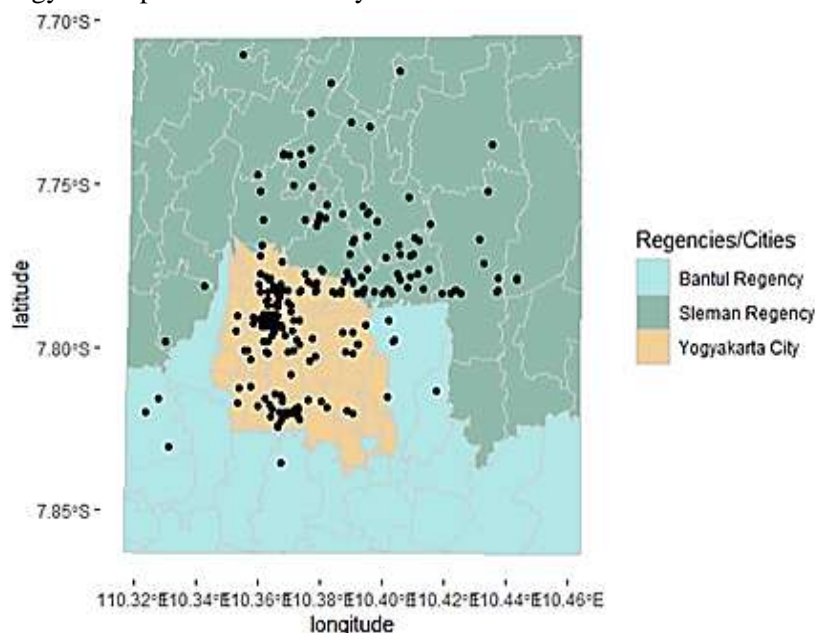 7.70°S
7.75°S
7.80°S
7.85°S
latitude
110.32°E10.34°E10.36°E10.38°E10.40°E10.42°E10.44°E10.46°E
longitude
Regencies/Cities
Bantul Regency
Sleman Regency
Yogyakarta City